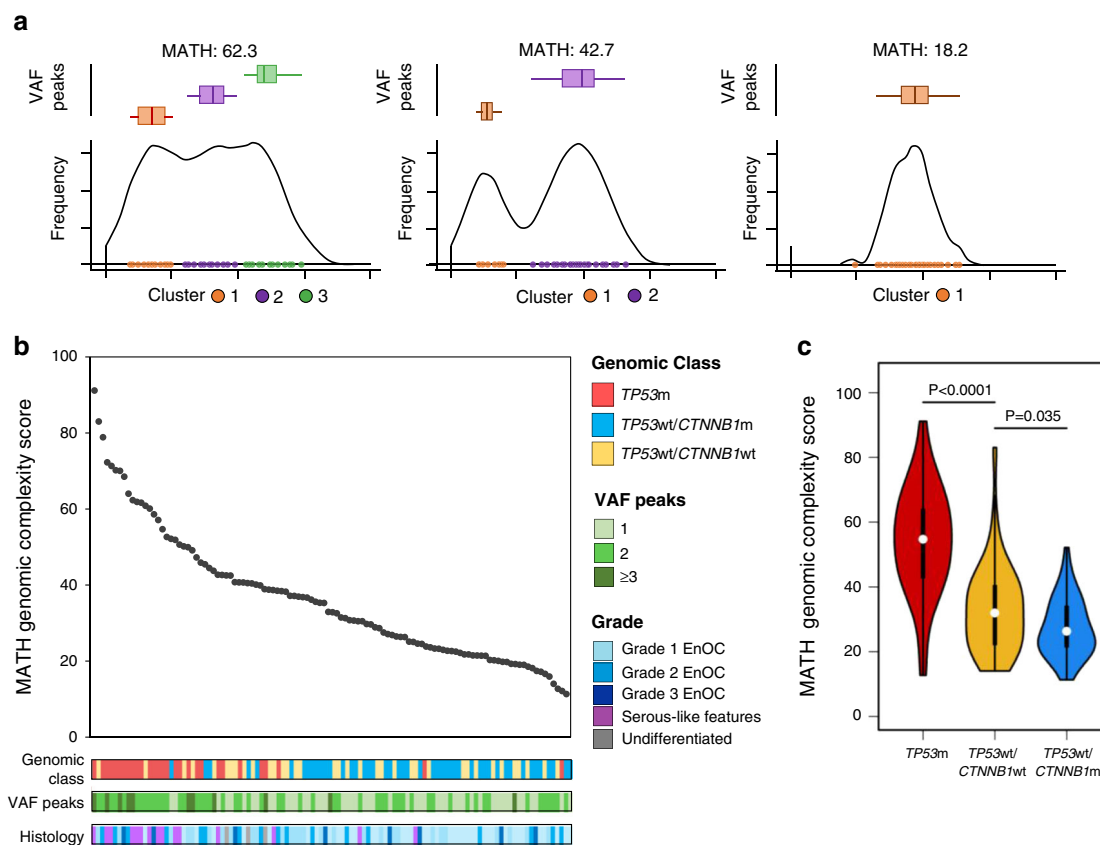 a
MATH: 62.3
MATH: 42.7
MATH: 18.2
VAF peaks
VAF peaks
VAF peaks
Frequency
Frequency
Frequency
Cluster 1 2 3
Cluster 1 2
Cluster 1
b
MATH genomic complexity score
100
80
60
40
20
0
Genomic class
VAF peaks
Histology
Genomic Class
TP53m
TP53wt/CTNNB1m
TP53wt/CTNNB1wt
VAF peaks
1
2
≥3
Grade
Grade 1 EnOC
Grade 2 EnOC
Grade 3 EnOC
Serous-like features
Undifferentiated
c
MATH genomic complexity score
100
80
60
40
20
0
P<0.0001
P=0.035
TP53m
TP53wt/
CTNNB1wt
TP53wt/
CTNNB1m